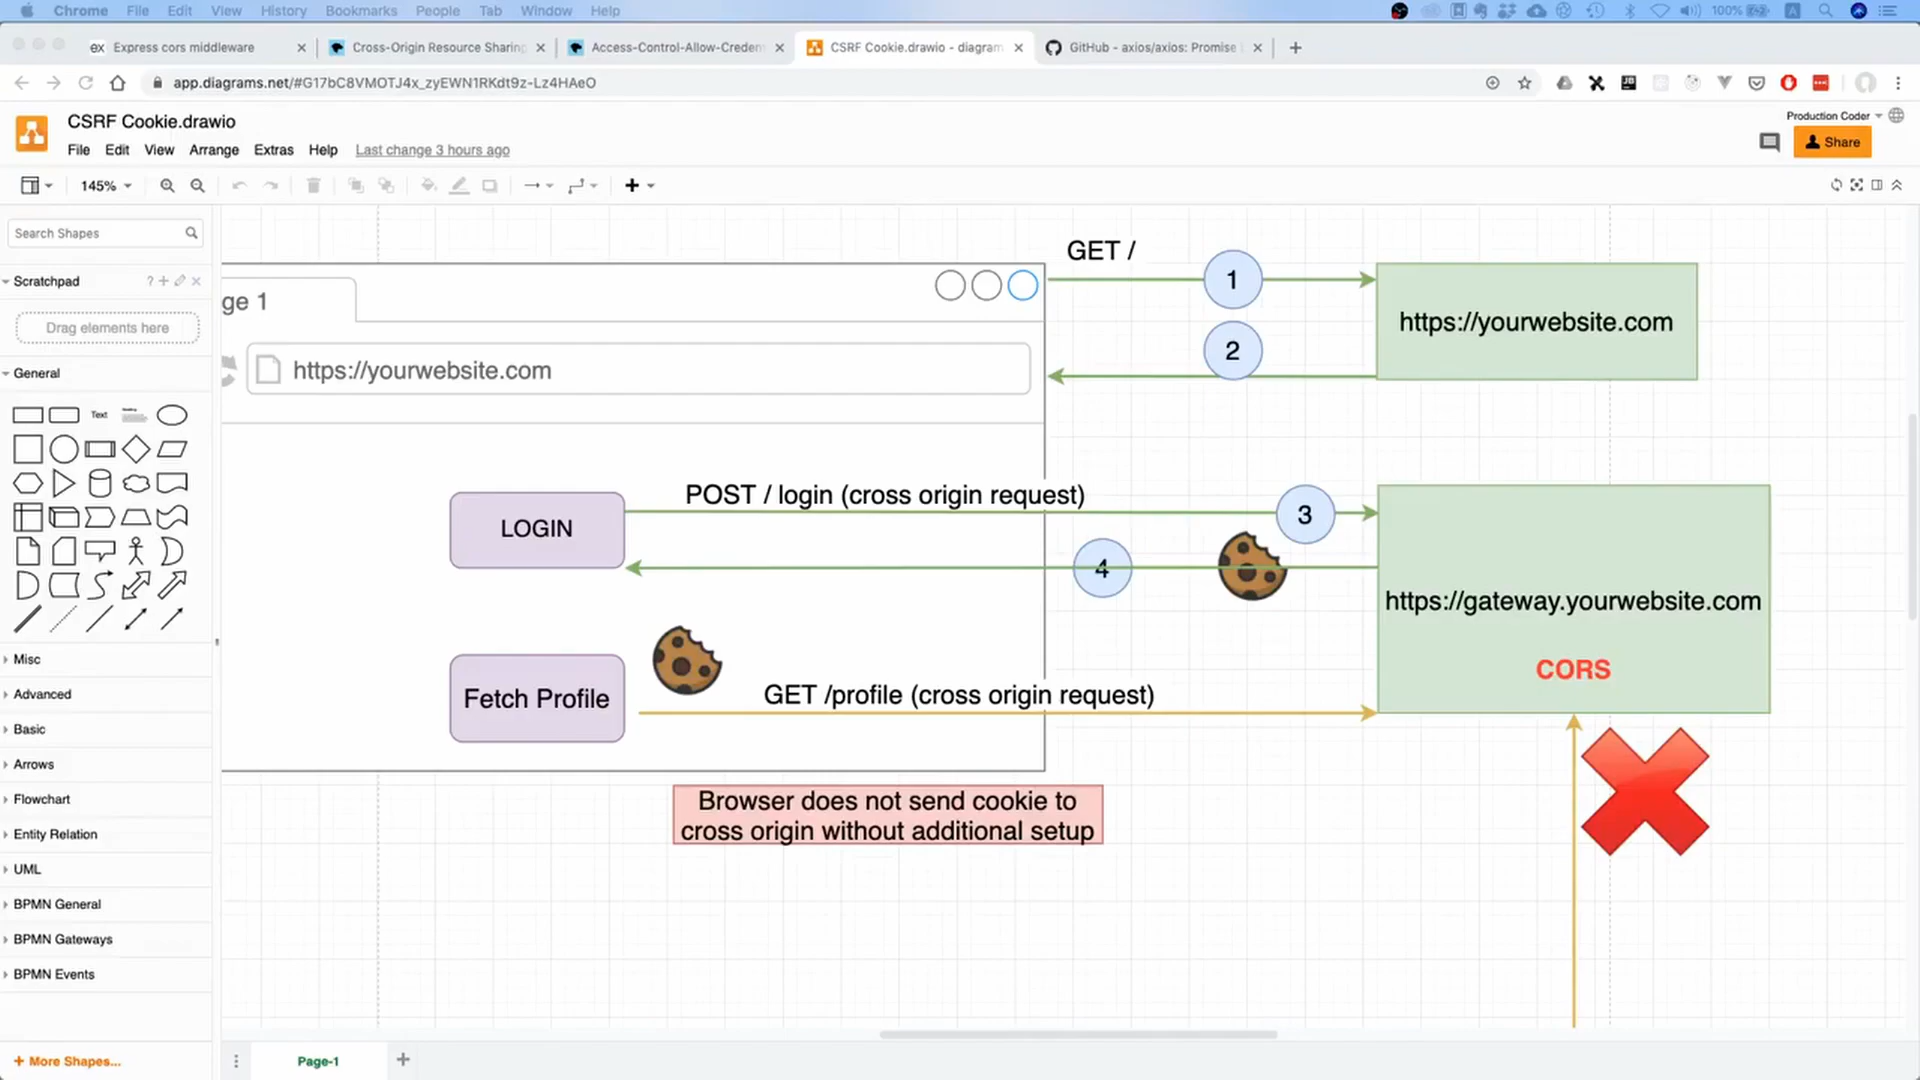 Chrome File Edit View History Bookmarks People Tab Window Help
100%
A
ex Express cors middleware
Cross-Origin Resource Sharing
Access-Control-Allow-Creden
CSRF Cookie.drawio - diagram
GitHub - axios/axios: Promise
app.diagrams.net/#G17bC8VMOTJ4x_zyEWN1RKdt9z-Lz4HAeO
CSRF Cookie.drawio
Production Coder
File Edit View Arrange Extras Help Last change 3 hours ago
Share
145%
Search Shapes
Scratchpad
Drag elements here
General
Text
Heading
Misc
Advanced
Basic
Arrows
Flowchart
Entity Relation
UML
BPMN General
BPMN Gateways
BPMN Events
+ More Shapes...
Page-1
ge 1
https://yourwebsite.com
GET /
1
2
https://yourwebsite.com
LOGIN
POST / login (cross origin request)
3
4
https://gateway.yourwebsite.com
CORS
Fetch Profile
GET /profile (cross origin request)
Browser does not send cookie to
cross origin without additional setup